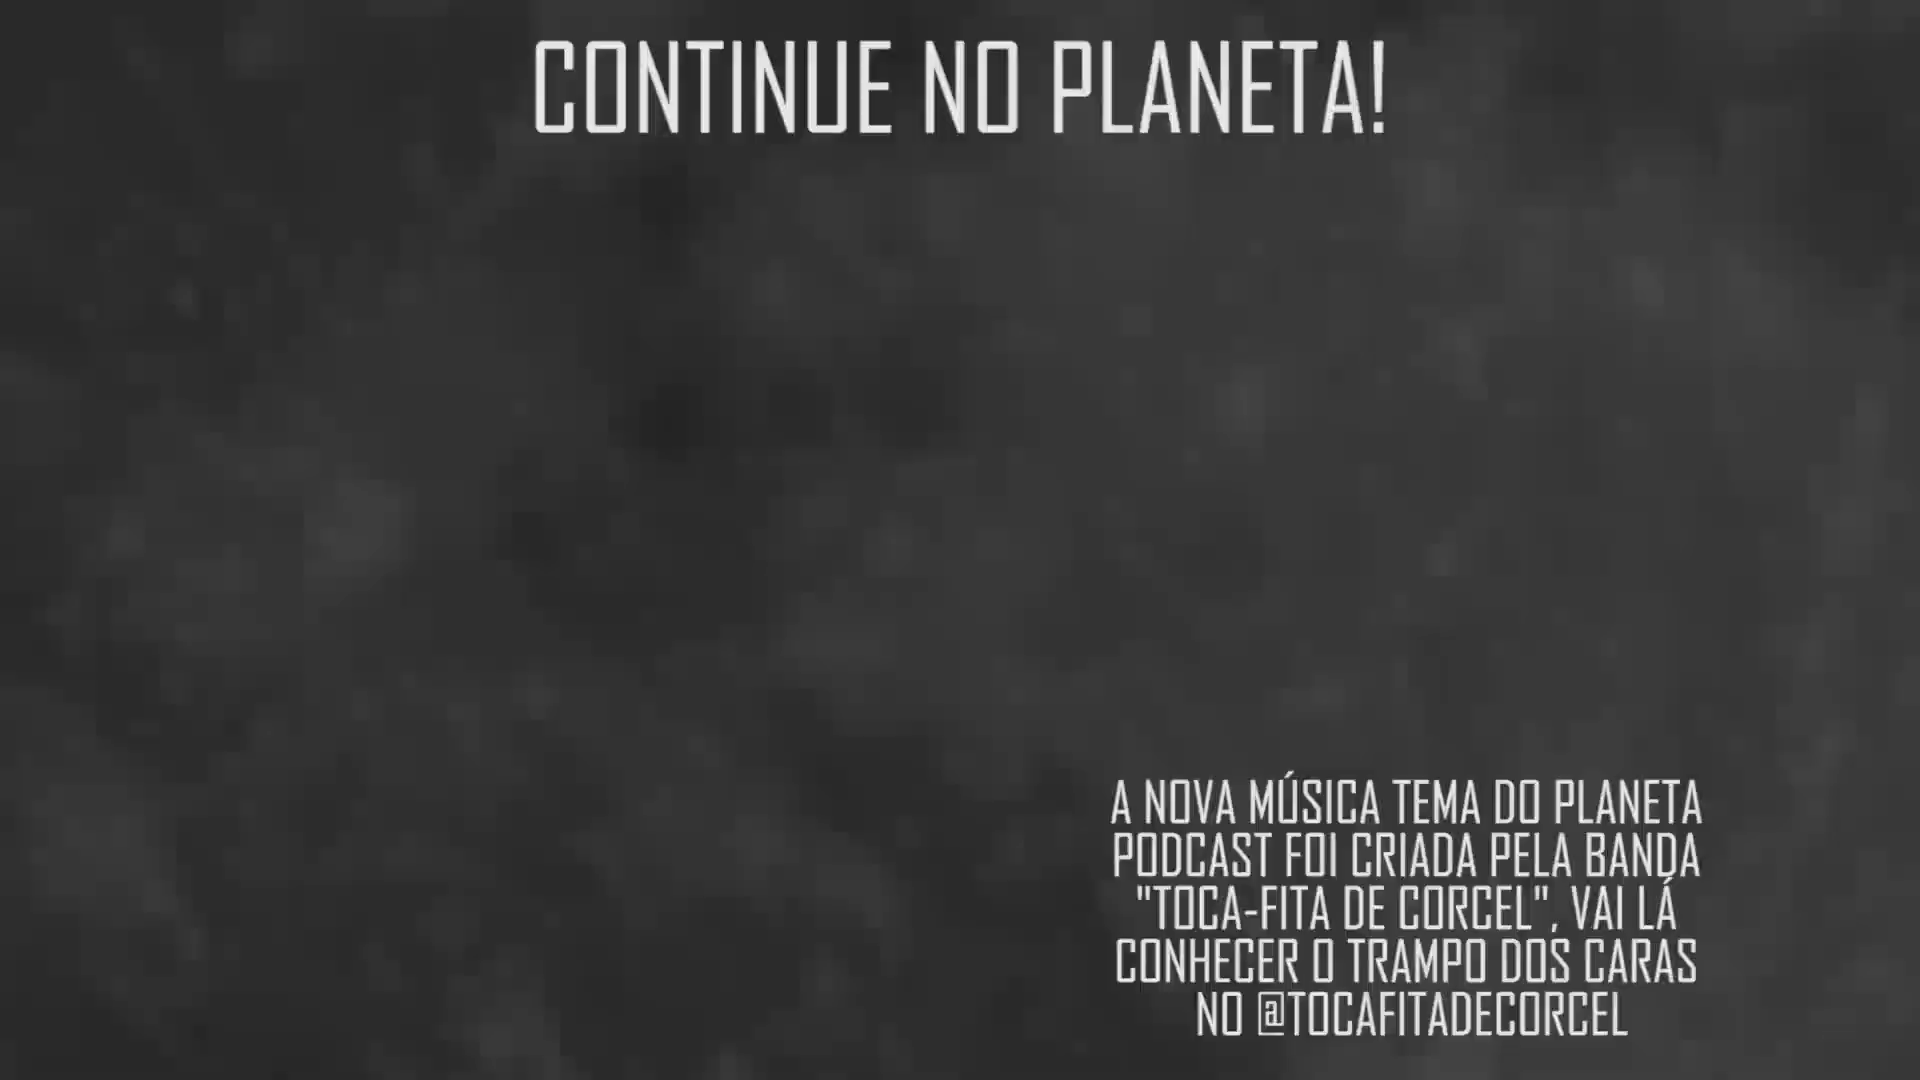 CONTINUE NO PLANETA!
A NOVA MÚSICA TEMA DO PLANETA
PODCAST FOI CRIADA PELA BANDA
"TOCA-FITA DE CORCEL", VAI LÁ
CONHECER O TRAMPO DOS CARAS
NO @TOCAFITADECORCEL